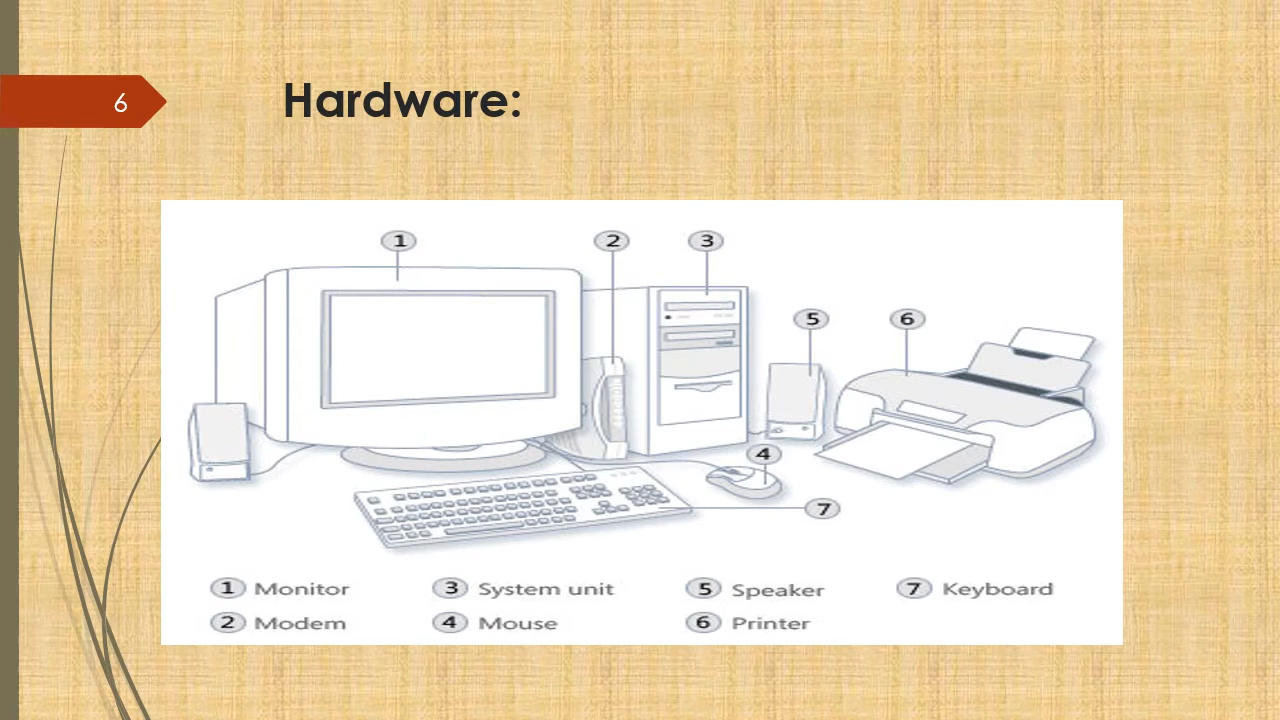 6
Hardware:
1 2 3
5 6
4
7
1 Monitor 3 System unit 5 Speaker 7 Keyboard
2 Modem 4 Mouse 6 Printer